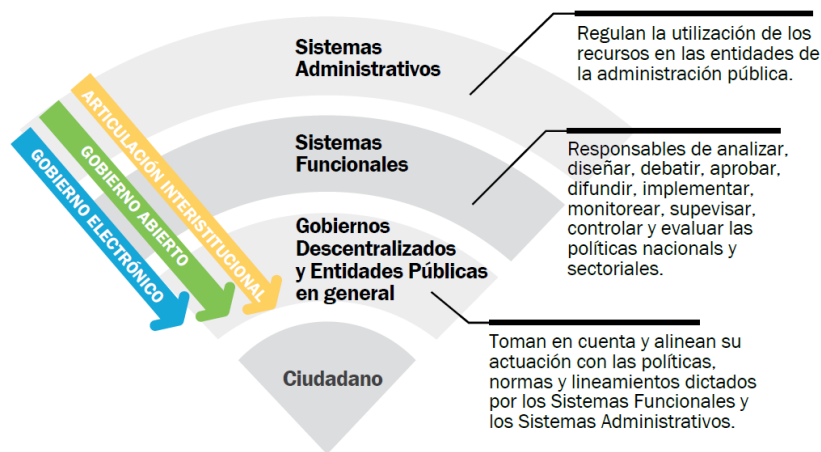 Sistemas
Administrativos
Regulan la utilización de los
recursos en las entidades de
la administración pública.
Sistemas
Funcionales
Responsables de analizar,
diseñar, debatir, aprobar,
difundir, implementar,
monitorear, supevisar,
controlar y evaluar las
políticas nacionals y
sectoriales.
Gobiernos
Descentralizados
y Entidades Públicas
en general
Toman en cuenta y alinean su
actuación con las políticas,
normas y lineamientos dictados
por los Sistemas Funcionales y
los Sistemas Administrativos.
Ciudadano
GOBIERNO ELECTRÓNICO
GOBIERNO ABIERTO
ARTICULACIÓN INTERISTITUCIONAL